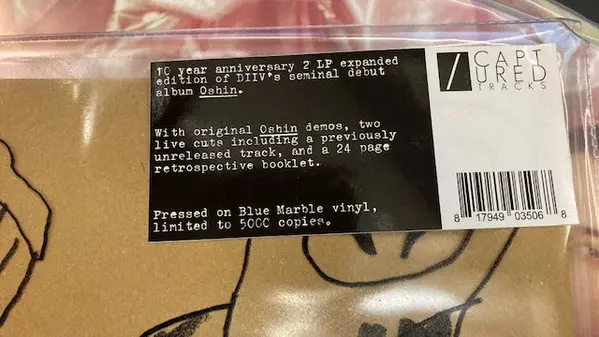 10 year anniversary 2 LP expanded
edition of DIIV's seminal debut
album Oshin.
With original Oshin demos, two
live cuts including a previously
unreleased track, and a 24 page
retrospective booklet.
Pressed on Blue Marble vinyl,
limited to 5000 copies.
CAPT
URED
TRACKS
8 17949 03506 8